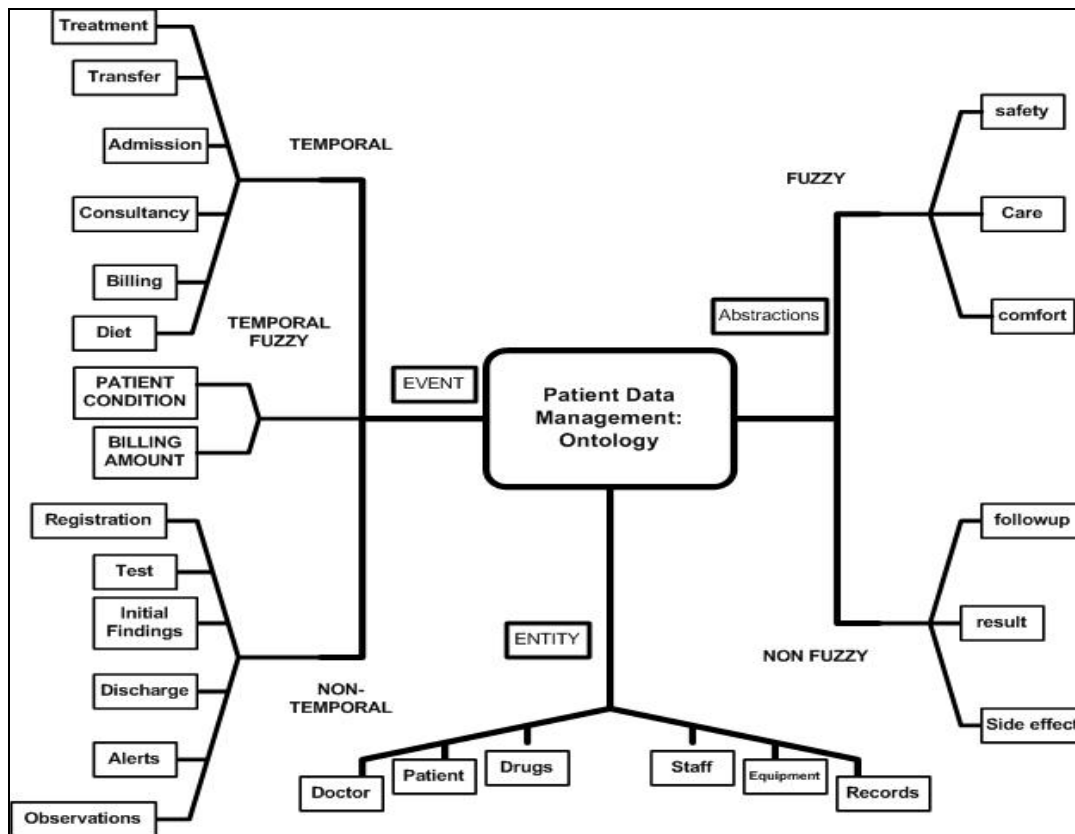 Treatment
Transfer
Admission
Consultancy
Billing
Diet
TEMPORAL
TEMPORAL
FUZZY
PATIENT
CONDITION
BILLING
AMOUNT
Registration
Test
Initial
Findings
Discharge
Alerts
Observations
NON-
TEMPORAL
EVENT
Patient Data
Management:
Ontology
Abstractions
FUZZY
safety
Care
comfort
NON FUZZY
followup
result
Side effect
ENTITY
Doctor
Patient
Drugs
Staff
Equipment
Records